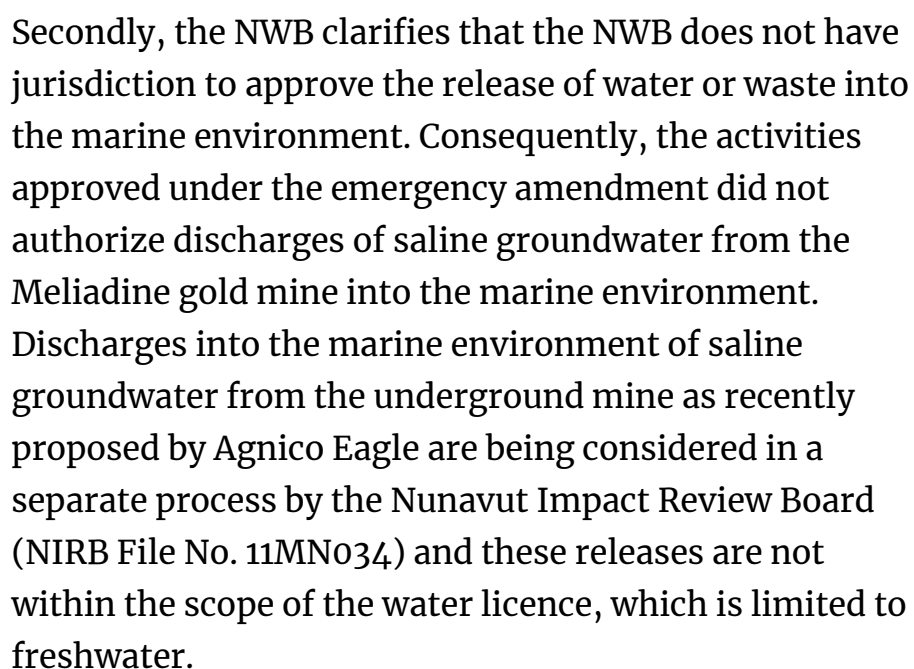 Secondly, the NWB clarifies that the NWB does not have
jurisdiction to approve the release of water or waste into
the marine environment. Consequently, the activities
approved under the emergency amendment did not
authorize discharges of saline groundwater from the
Meliadine gold mine into the marine environment.
Discharges into the marine environment of saline
groundwater from the underground mine as recently
proposed by Agnico Eagle are being considered in a
separate process by the Nunavut Impact Review Board
(NIRB File No. 11MN034) and these releases are not
within the scope of the water licence, which is limited to
freshwater.